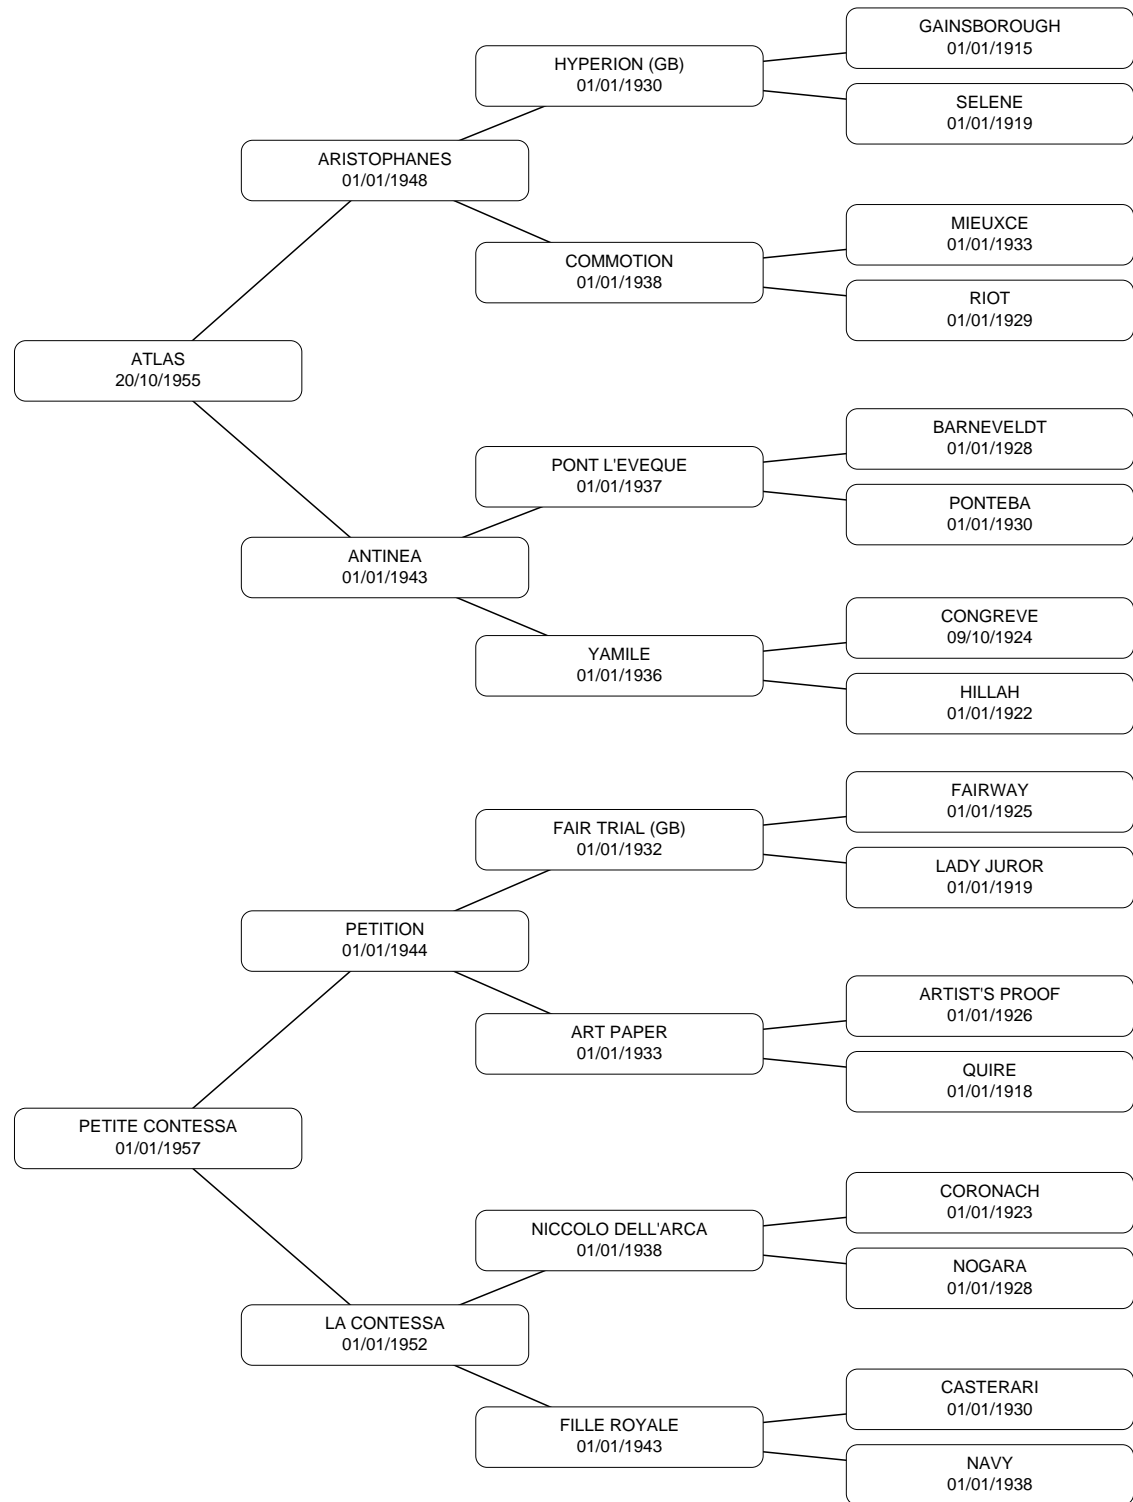 GAINSBOROUGH
01/01/1915
HYPERION (GB)
01/01/1930
SELENE
01/01/1919
ARISTOPHANES
01/01/1948
MIEUXCE
01/01/1933
COMMOTION
01/01/1938
RIOT
01/01/1929
ATLAS
20/10/1955
BARNEVELDT
01/01/1928
PONT L'EVEQUE
01/01/1937
PONTEBA
01/01/1930
ANTINEA
01/01/1943
CONGREVE
09/10/1924
YAMILE
01/01/1936
HILLAH
01/01/1922
FAIRWAY
01/01/1925
FAIR TRIAL (GB)
01/01/1932
LADY JUROR
01/01/1919
PETITION
01/01/1944
ARTIST'S PROOF
01/01/1926
ART PAPER
01/01/1933
QUIRE
01/01/1918
PETITE CONTESSA
01/01/1957
CORONACH
01/01/1923
NICCOLO DELL'ARCA
01/01/1938
NOGARA
01/01/1928
LA CONTESSA
01/01/1952
CASTERARI
01/01/1930
FILLE ROYALE
01/01/1943
NAVY
01/01/1938